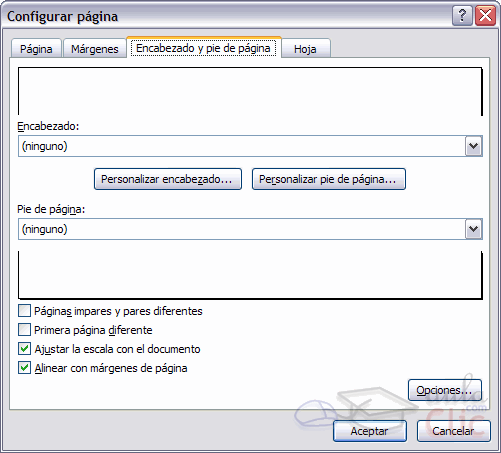 Configurar página
Página
Márgenes
Encabezado y pie de página
Hoja
Encabezado:
(ninguno)
Personalizar encabezado...
Personalizar pie de página...
Pie de página:
(ninguno)
Páginas impares y pares diferentes
Primera página diferente
Ajustar la escala con el documento
Alinear con márgenes de página
Opciones...
aula
.com
Clic
Aceptar
Cancelar